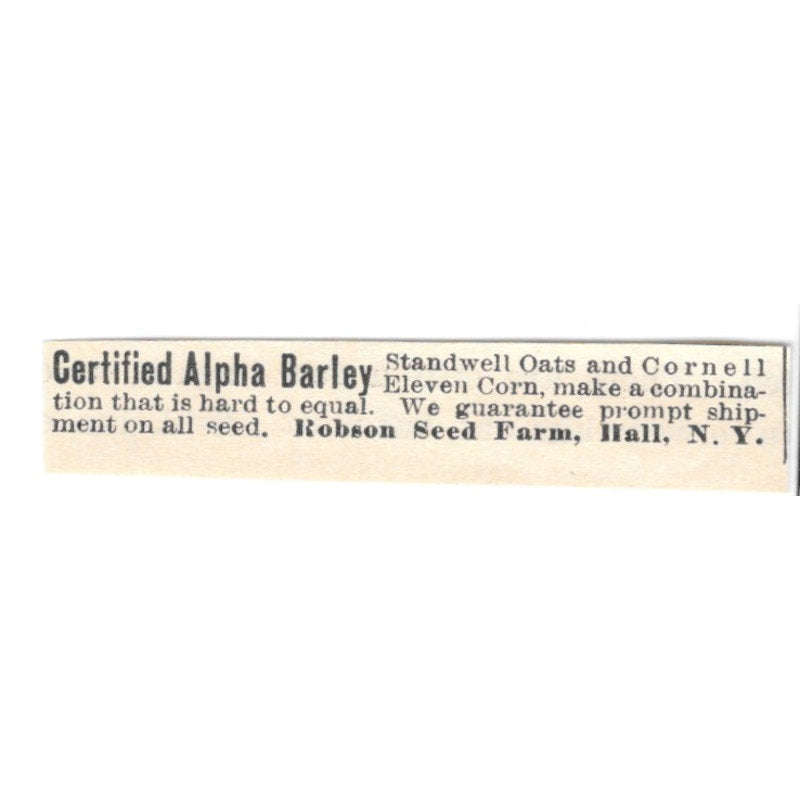 Certified Alpha Barley Standwell Oats and Cornell
Eleven Corn, make a combina-
tion that is hard to equal. We guarantee prompt ship-
ment on all seed. Robson Seed Farm, Hall, N. Y.